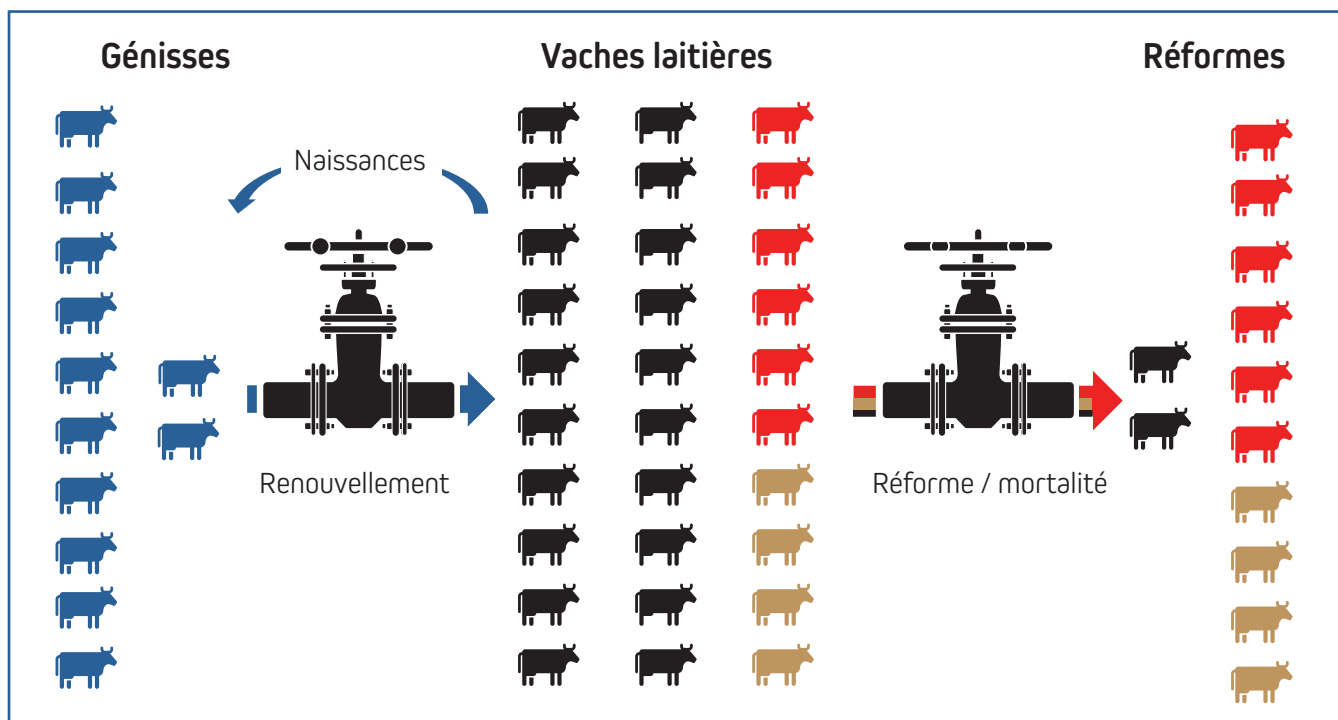 Génisses
Vaches laitières
Réformes
Naissances
Renouvellement
Réforme / mortalité